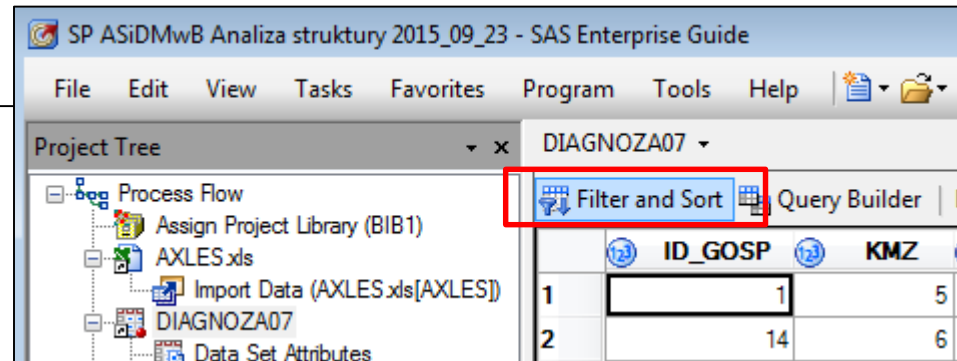 SP ASiDMwB Analiza struktury 2015_09_23 - SAS Enterprise Guide
File Edit View Tasks Favorites Program Tools Help
Project Tree
DIAGNOZA07
Process Flow
Filter and Sort Query Builder
Assign Project Library (BIB1)
AXLES.xls
ID_GOSP KMZ
Import Data (AXLES.xls[AXLES])
1 1 5
DIAGNOZA07
2 14 6
Data Set Attributes